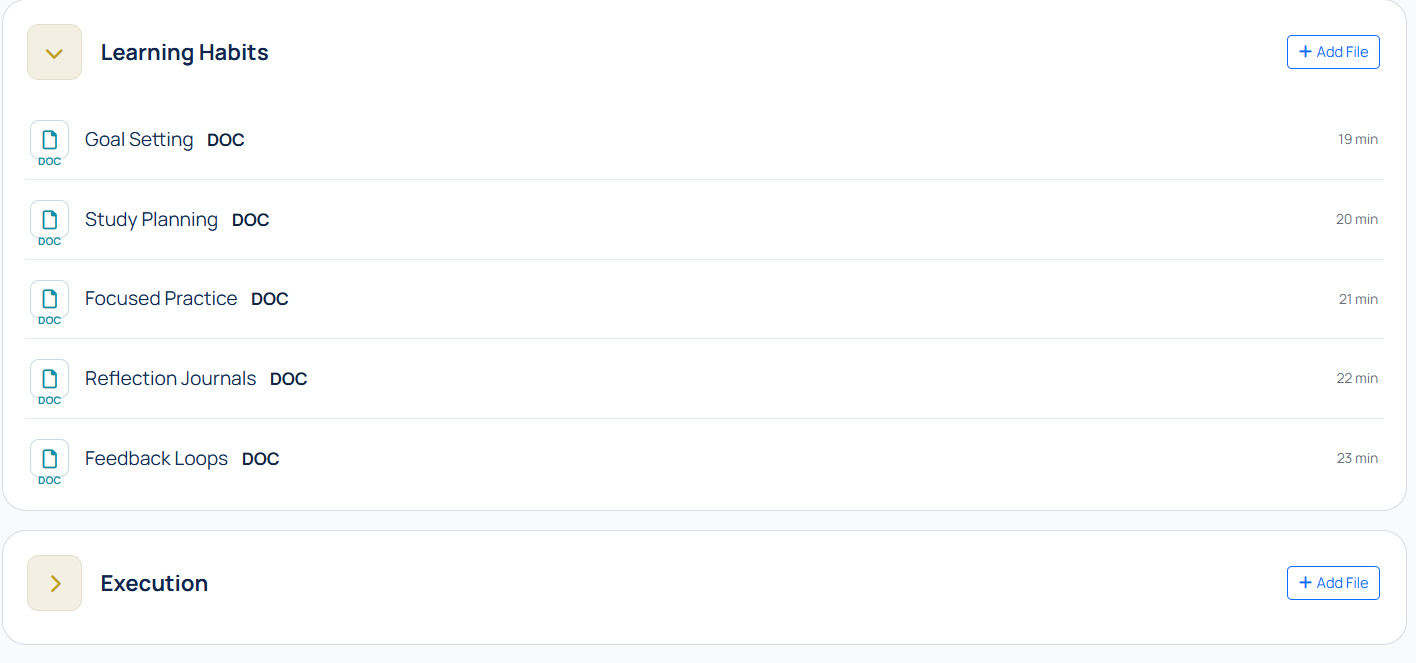 Learning Habits
+ Add File
Goal Setting DOC
19 min
DOC
Study Planning DOC
20 min
DOC
Focused Practice DOC
21 min
DOC
Reflection Journals DOC
22 min
DOC
Feedback Loops DOC
23 min
DOC
Execution
+ Add File